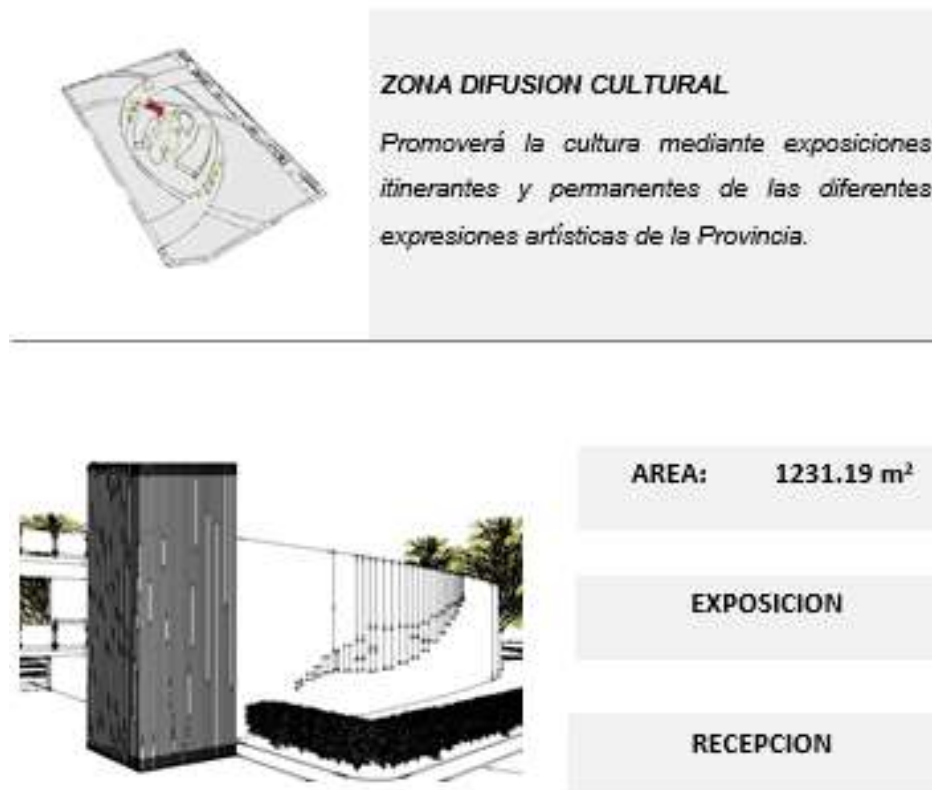 ZONA DIFUSION CULTURAL
Promoverá la cultura mediante exposiciones
itinerantes y permanentes de las diferentes
expresiones artísticas de la Provincia.
AREA: 1231.19 m²
EXPOSICION
RECEPCION